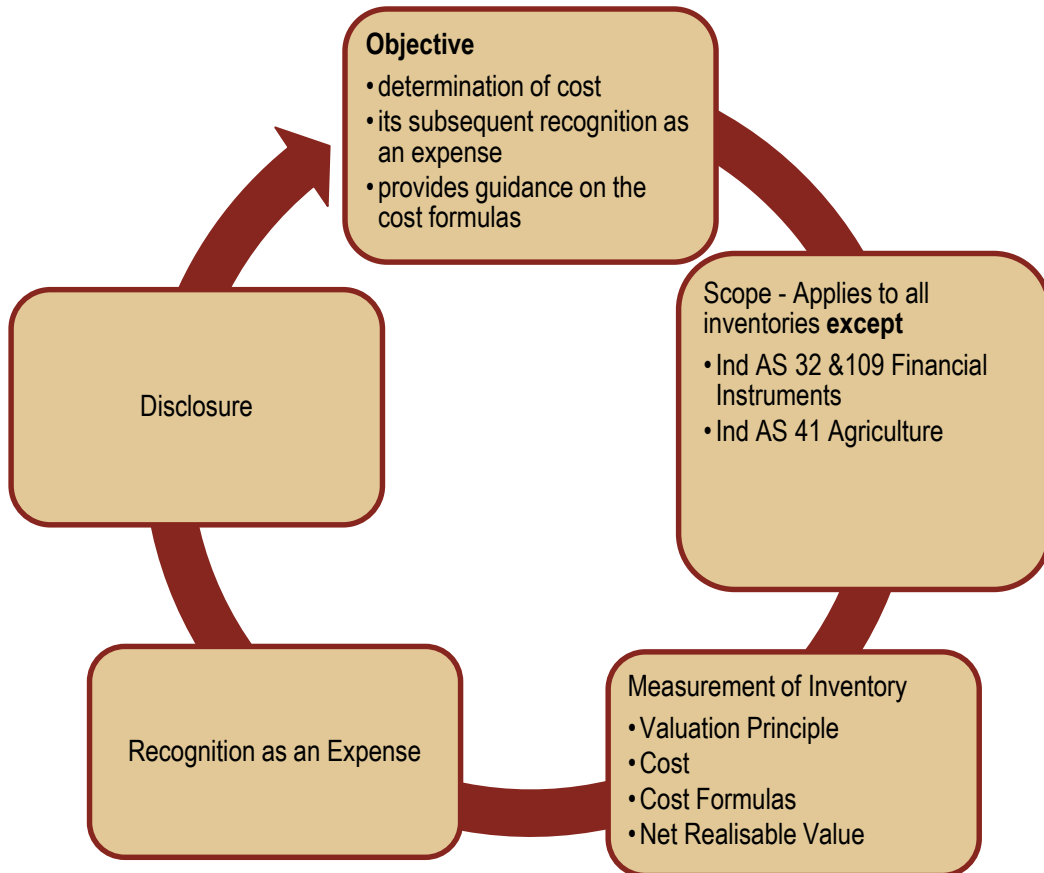 Objective
• determination of cost
• its subsequent recognition as
an expense
• provides guidance on the
cost formulas
Scope - Applies to all
inventories except
• Ind AS 32 &109 Financial
Instruments
• Ind AS 41 Agriculture
Measurement of Inventory
• Valuation Principle
• Cost
• Cost Formulas
• Net Realisable Value
Recognition as an Expense
Disclosure